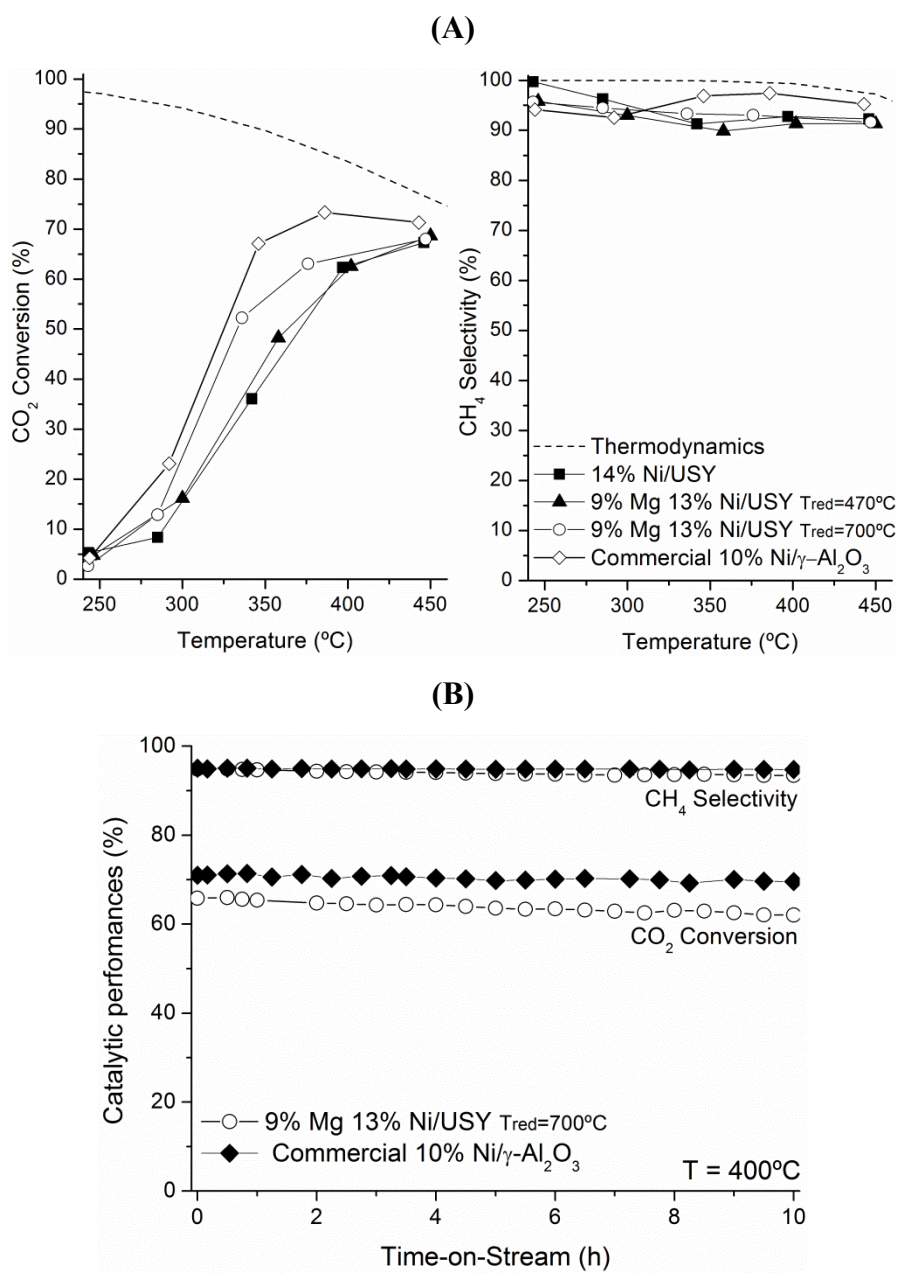 (A)
100
90
80
70
60
50
40
30
20
10
0
CO₂ Conversion (%)
250 300 350 400 450
Temperature (ºC)
100
90
80
70
60
50
40
30
20
10
0
CH₄ Selectivity (%)
Thermodynamics
14% Ni/USY
9% Mg 13% Ni/USY Tred=470ºC
9% Mg 13% Ni/USY Tred=700ºC
Commercial 10% Ni/γ–Al₂O₃
250 300 350 400 450
Temperature (ºC)
(B)
100
80
60
40
20
0
Catalytic perfomances (%)
CH₄ Selectivity
CO₂ Conversion
9% Mg 13% Ni/USY Tred=700ºC
Commercial 10% Ni/γ-Al₂O₃
T = 400ºC
0 2 4 6 8 10
Time-on-Stream (h)